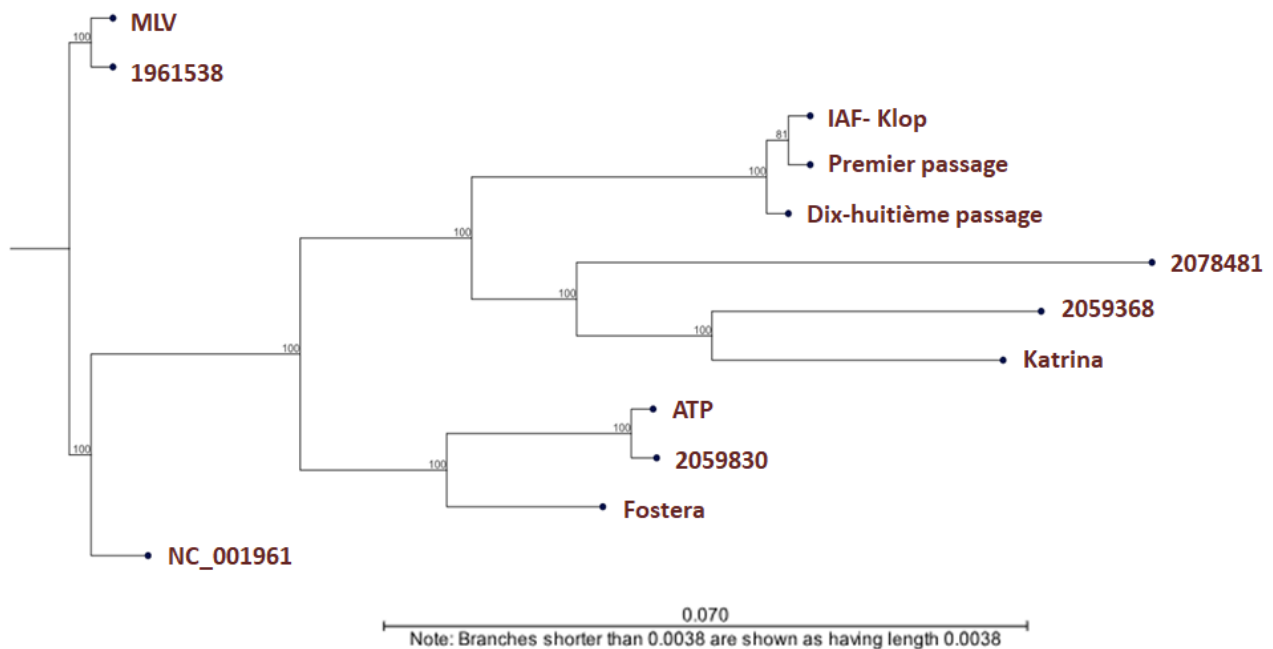 MLV
100
1961538
IAF- Klop
81
Premier passage
100
Dix-huitième passage
100
2078481
100
2059368
100
Katrina
100
ATP
100
2059830
100
100
Fostera
NC_001961
0.070
Note: Branches shorter than 0.0038 are shown as having length 0.0038